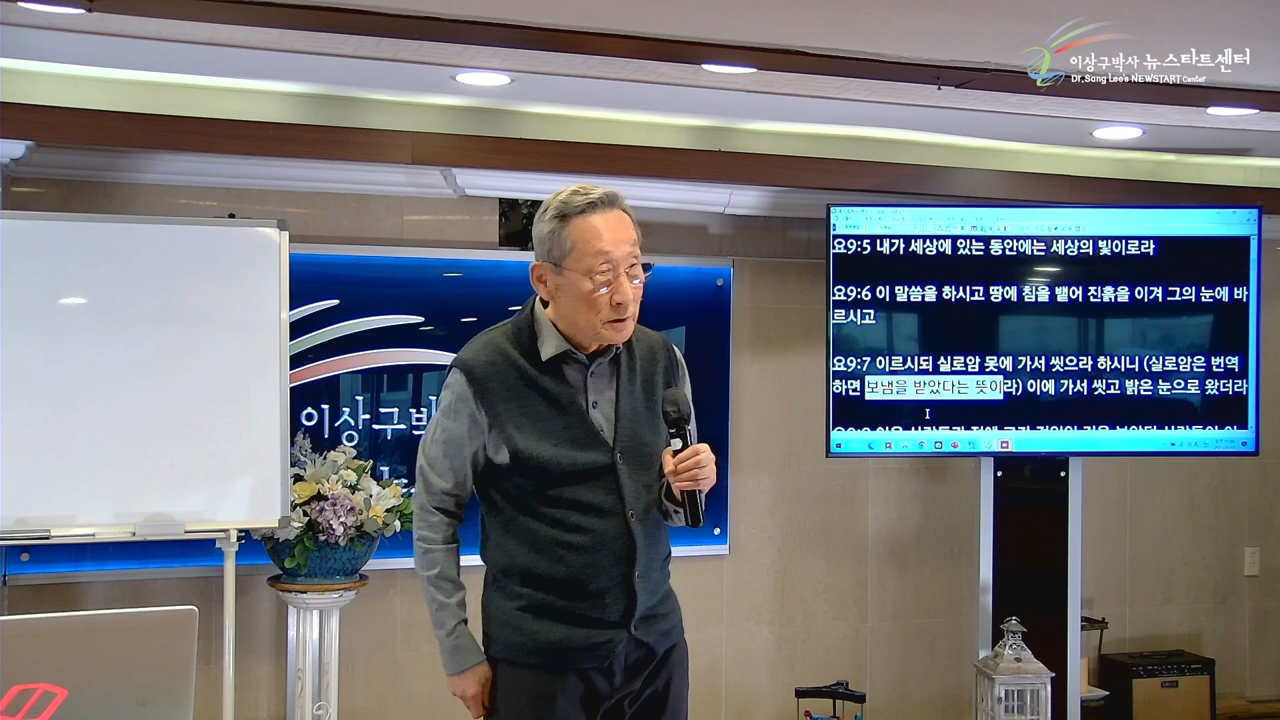 이상구박사 뉴스타트센터
Dr.Sang Lee's NEWSTART Center
요9:5 내가 세상에 있는 동안에는 세상의 빛이로라
요9:6 이 말씀을 하시고 땅에 침을 뱉어 진흙을 이겨 그의 눈에 바
르시고
요9:7 이르시되 실로암 못에 가서 씻으라 하시니 (실로암은 번역
하면 보냄을 받았다는 뜻이라) 이에 가서 씻고 밝은 눈으로 왔더라
이상구박